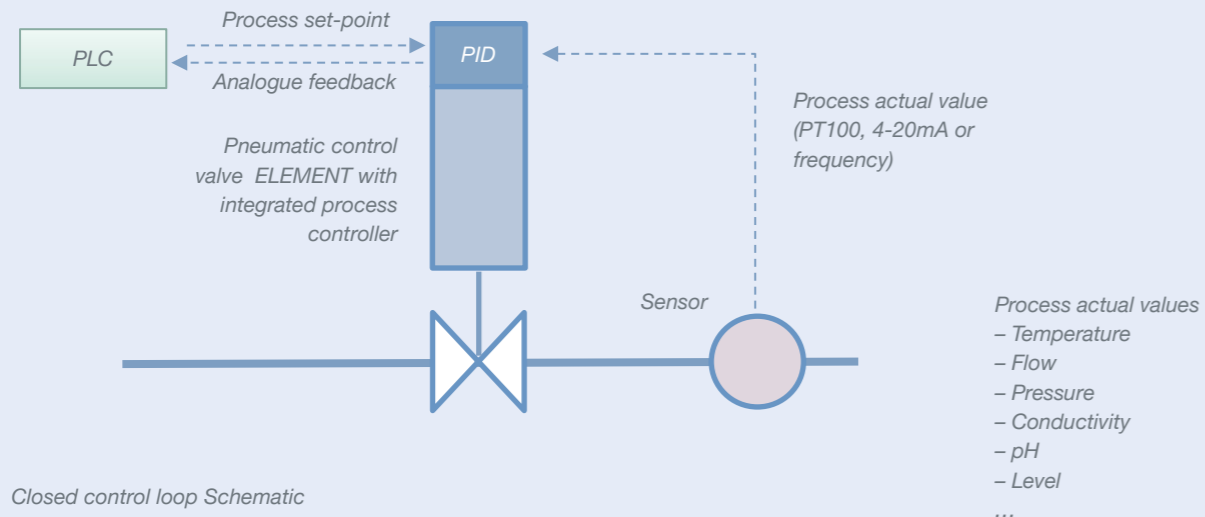 Process set-point
PLC
PID
Analogue feedback
Process actual value
(PT100, 4-20mA or
frequency)
Pneumatic control
valve ELEMENT with
integrated process
controller
Sensor
Process actual values
– Temperature
– Flow
– Pressure
– Conductivity
– pH
– Level
...
Closed control loop Schematic